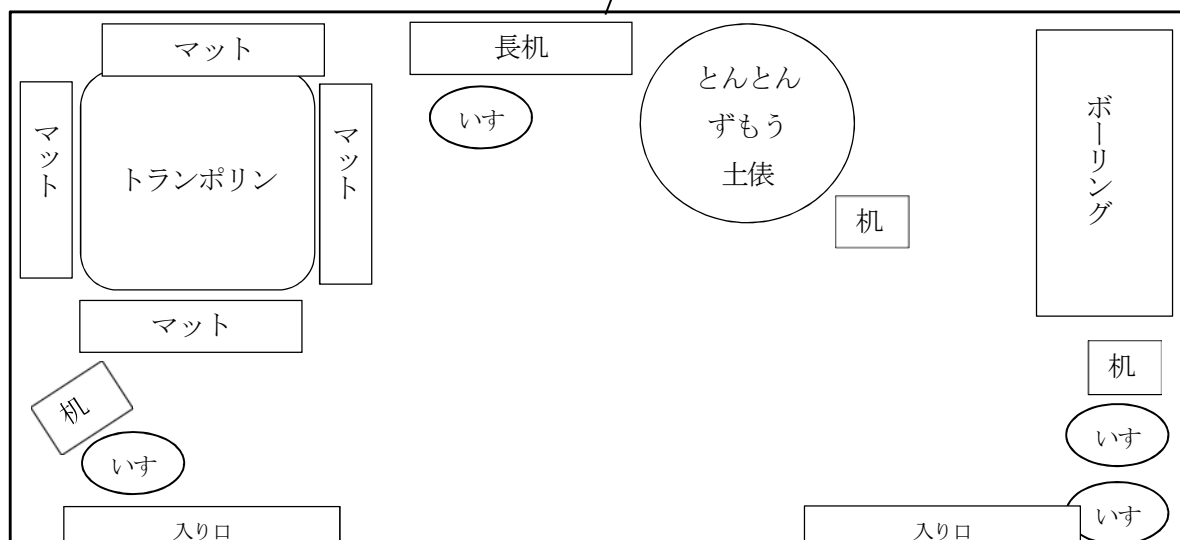 マット
長机
とんとん
ずもう
土俵
ボーリング
マット
トランポリン
マット
いす
机
マット
机
机
いす
いす
いす
入り口
入り口